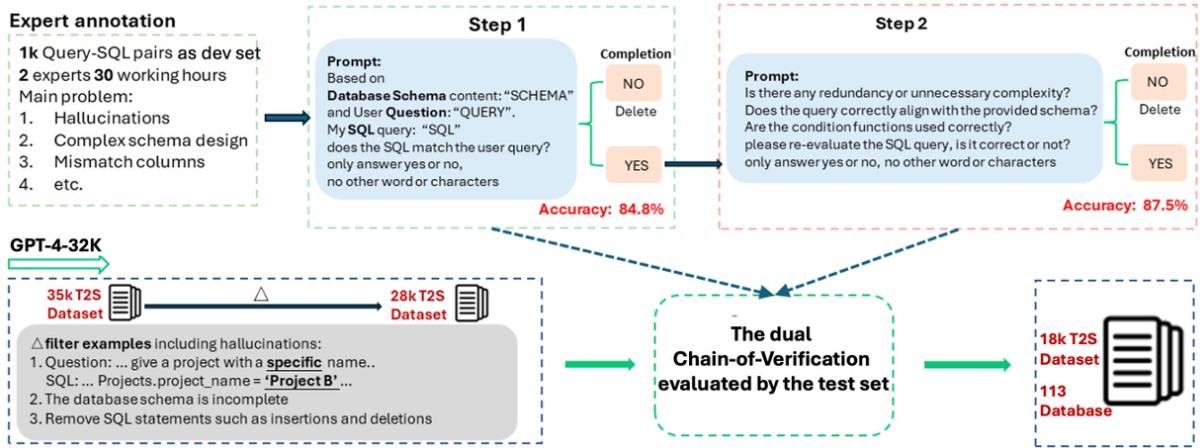 Expert annotation
1k Query-SQL pairs as dev set
2 experts 30 working hours
Main problem:
1. Hallucinations
2. Complex schema design
3. Mismatch columns
4. etc.
Step 1
Prompt:
Based on
Database Schema content: “SCHEMA”
and User Question: “QUERY”.
My SQL query: “SQL”
does the SQL match the user query?
only answer yes or no,
no other word or characters
Completion
NO
Delete
YES
Accuracy: 84.8%
Step 2
Prompt:
Is there any redundancy or unnecessary complexity?
Does the query correctly align with the provided schema?
Are the condition functions used correctly?
please re-evaluate the SQL query, is it correct or not?
only answer yes or no, no other word or characters
Completion
NO
Delete
YES
Accuracy: 87.5%
GPT-4-32K
35k T2S
Dataset
△
28k T2S
Dataset
△filter examples including hallucinations:
1. Question: ... give a project with a specific name..
SQL: ... Projects.project_name = ‘Project B’ ...
2. The database schema is incomplete
3. Remove SQL statements such as insertions and deletions
The dual
Chain-of-Verification
evaluated by the test set
18k T2S
Dataset
113
Database